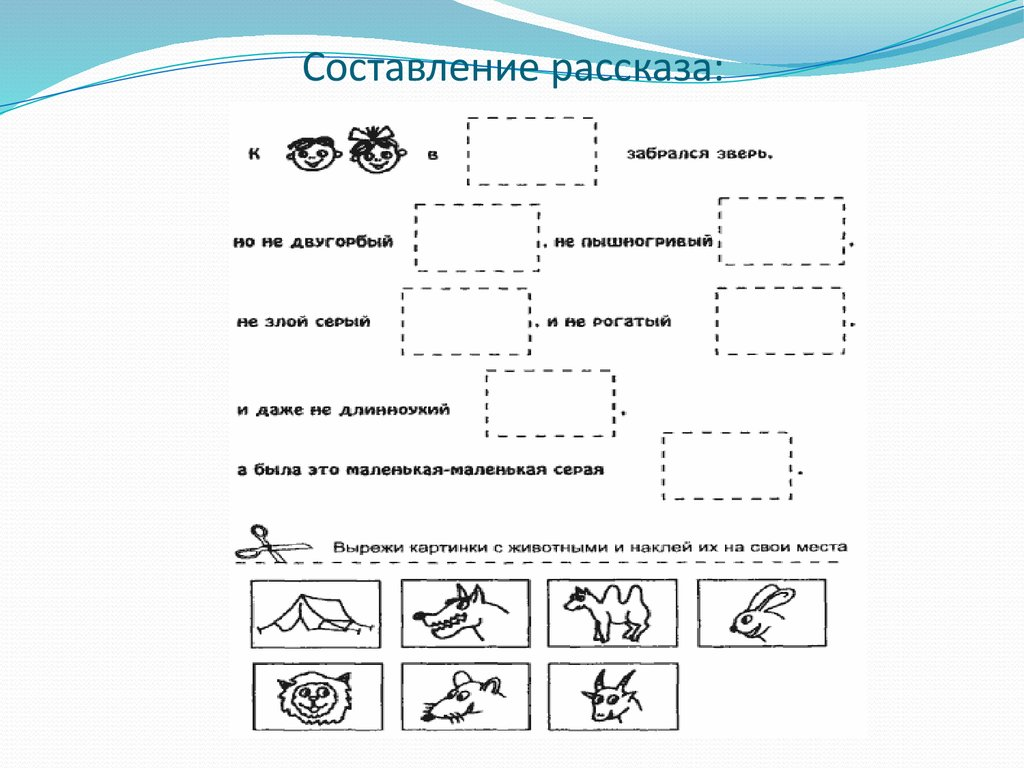 Составление рассказа:
К в забрался зверь.
но не двугорбый , не пышногривый ,
не злой серый , и не рогатый ,
и даже не длинноухий ,
а была это маленькая-маленькая серая .
Вырежи картинки с животными и наклей их на свои места